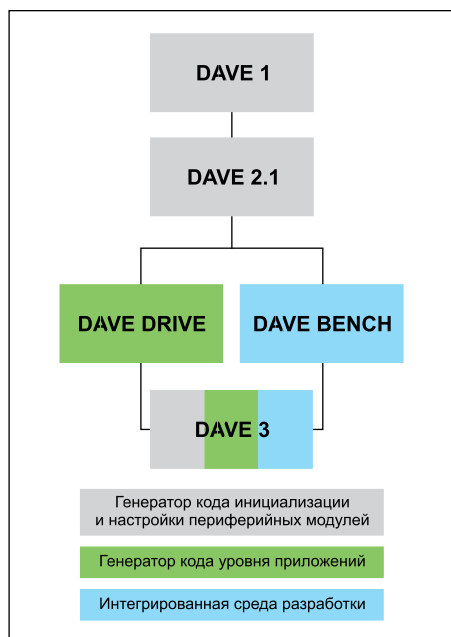 DAVE 1
DAVE 2.1
DAVE DRIVE
DAVE BENCH
DAVE 3
Генератор кода инициализации
и настройки периферийных модулей
Генератор кода уровня приложений
Интегрированная среда разработки